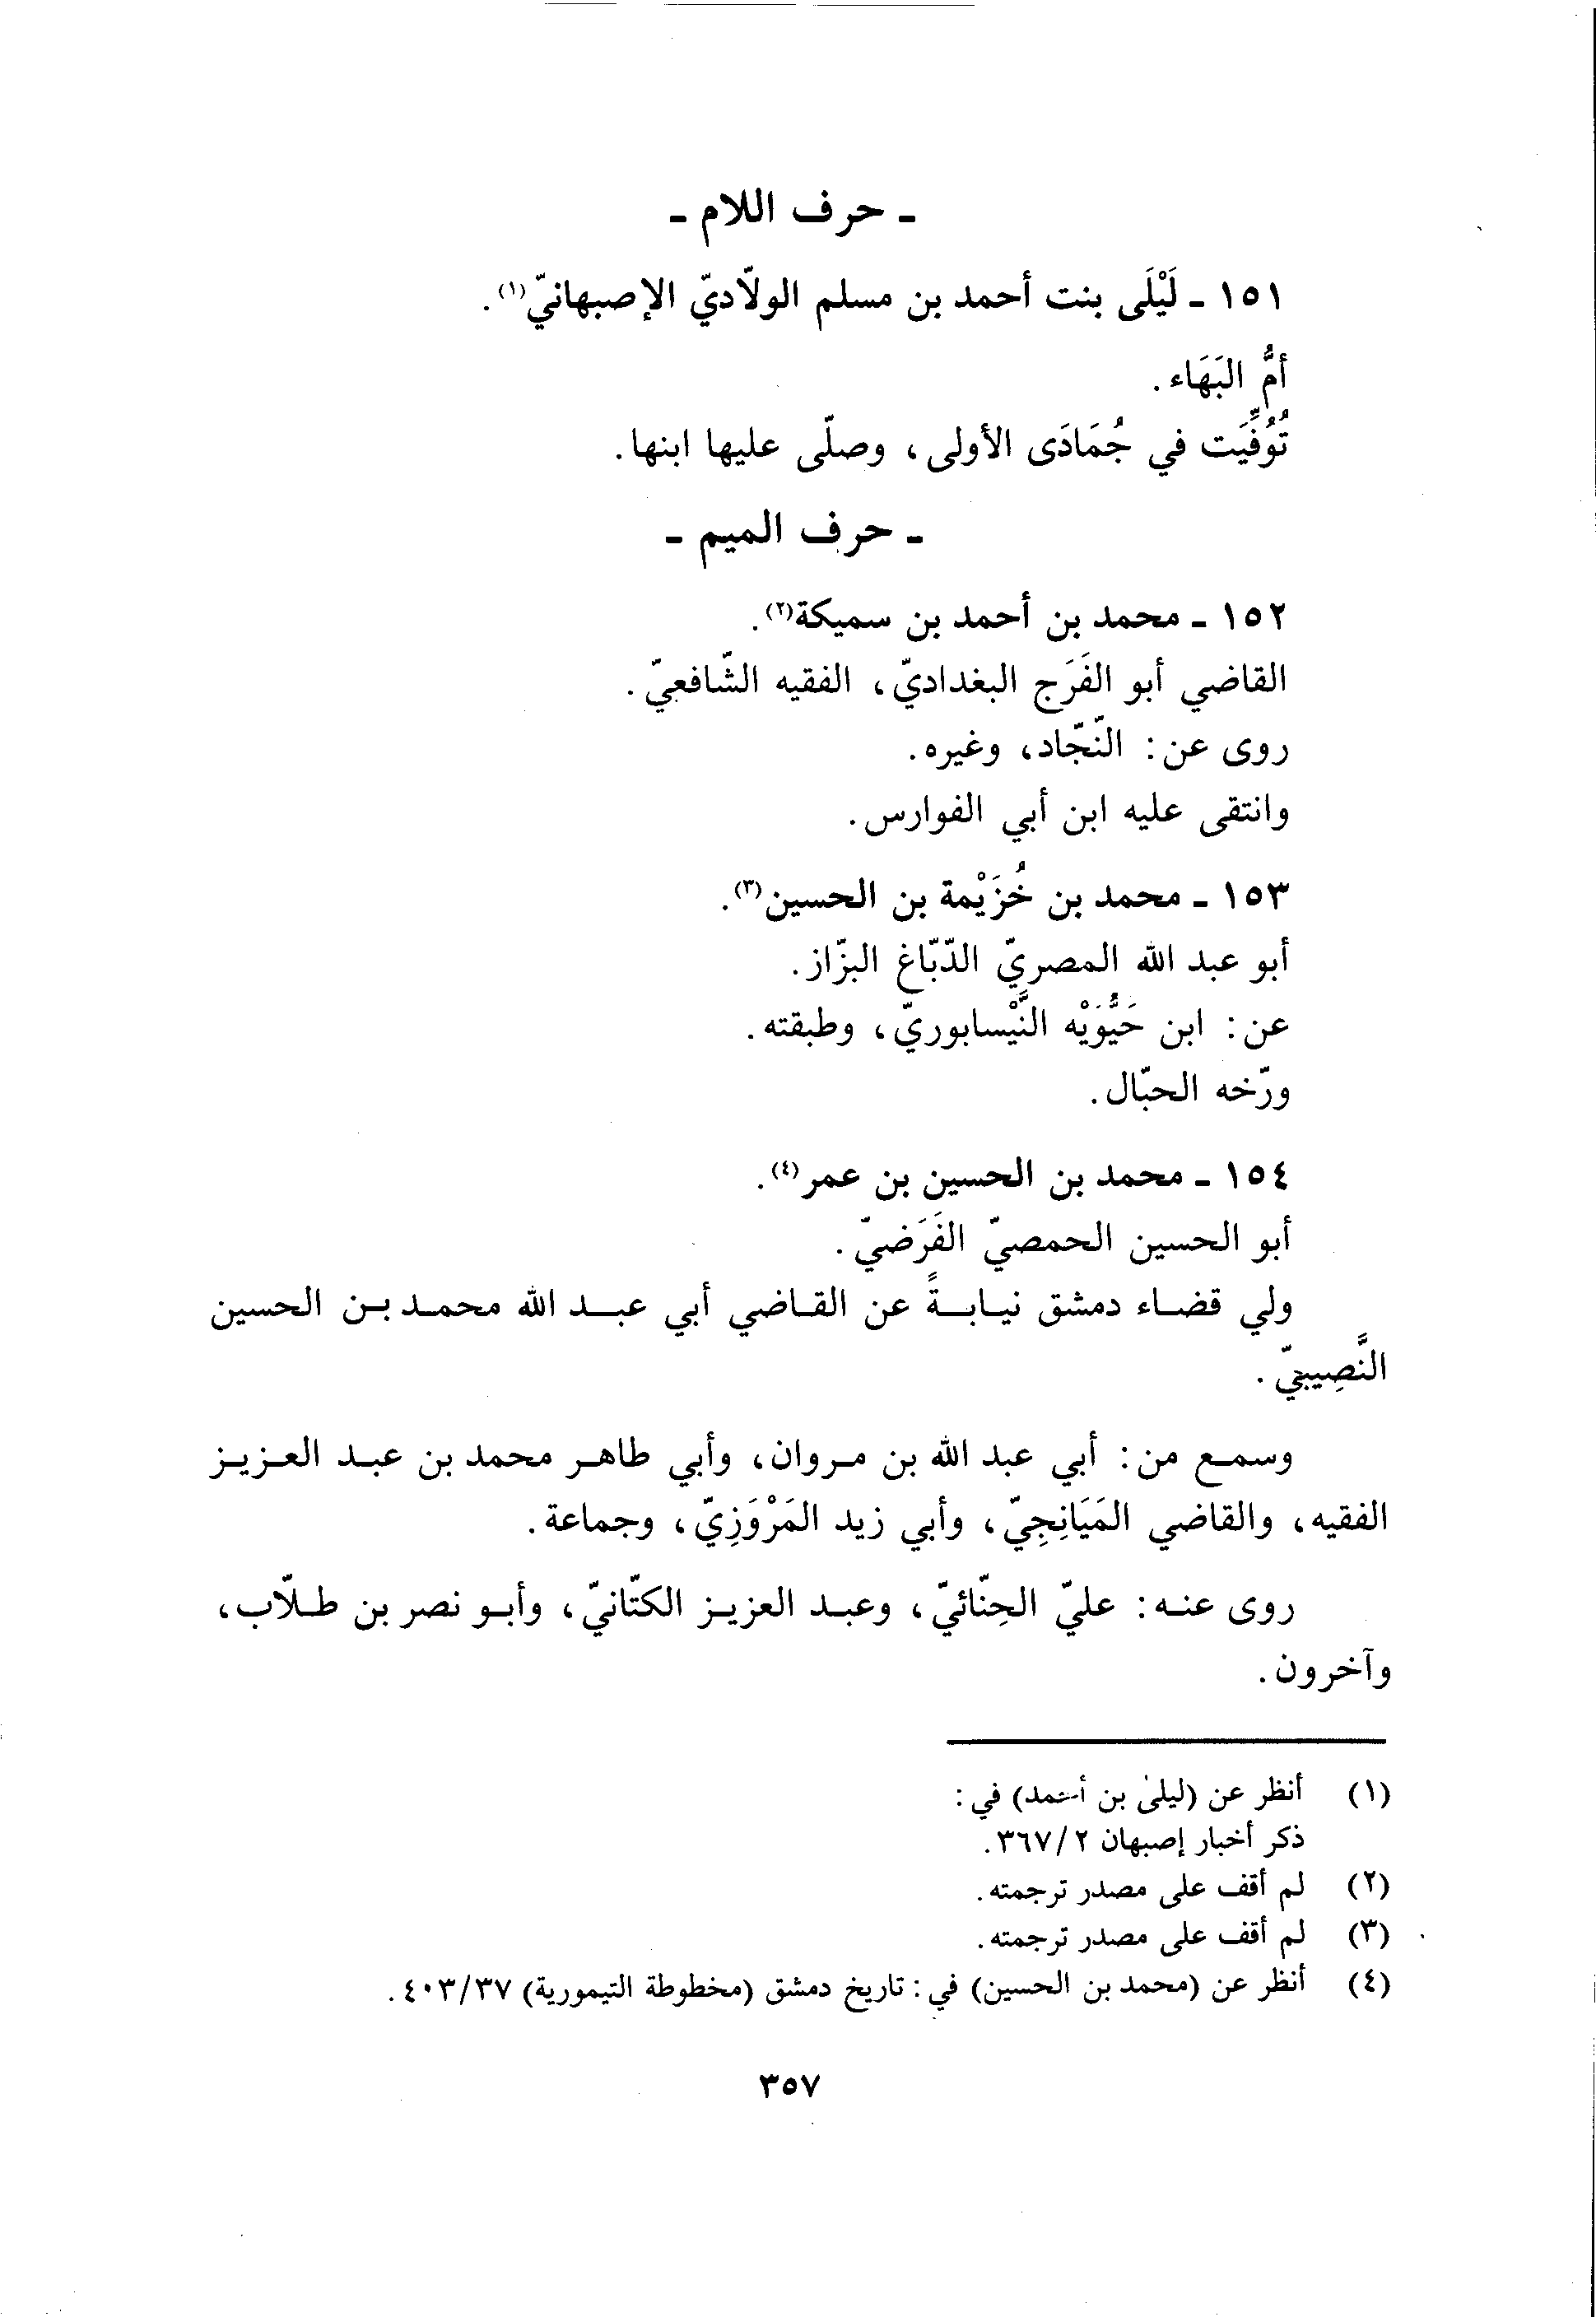 - حرف اللام -
١٥١ - لَيْلَى بنت أحمد بن مسلم الولّاديّ الإصبهانيّ(١).
أمُّ البَهَاء.
تُوُفِّيَت في جُمَادَى الأولى، وصلّى عليها ابنها.
- حرف الميم -
١٥٢ - محمد بن أحمد بن سميكة(٢).
القاضي أبو الفَرَج البغداديّ، الفقيه الشّافعيّ.
روى عن: النّجّاد، وغيره.
وانتقى عليه ابن أبي الفوارس.
١٥٣ - محمد بن خُزَيْمة بن الحسين(٣).
أبو عبد الله المصريّ الدّبّاغ البزّاز.
عن: ابن حَيُّوَيْه النَّيْسابوريّ، وطبقته.
ورّخه الحبّال.
١٥٤ - محمد بن الحسين بن عمر(٤).
أبو الحسين الحمصيّ الفَرَضيّ.
ولي قضاء دمشق نيابةً عن القاضي أبي عبد الله محمد بن الحسين
النَّصِيبيّ.
وسمع من: أبي عبد الله بن مروان، وأبي طاهر محمد بن عبد العزيز
الفقيه، والقاضي المَيَانِجِيّ، وأبي زيد المَرْوَزِيّ، وجماعة.
روى عنه: عليّ الحِنّائيّ، وعبد العزيز الكتّانيّ، وأبو نصر بن طلّاب،
وآخرون.
(١) أنظر عن (ليلىٰ بن أحمد) في:
ذكر أخبار إصبهان ٢/٣٦٧.
(٢) لم أقف على مصدر ترجمته.
(٣) لم أقف على مصدر ترجمته.
(٤) أنظر عن (محمد بن الحسين) في: تاريخ دمشق (مخطوطة التيمورية) ٣٧/٤٠٣.
٣٥٧